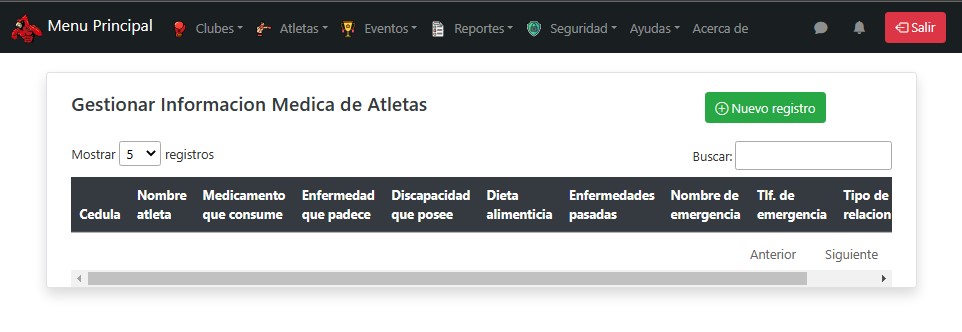 Menu Principal Clubes Atletas Eventos Reportes Seguridad Ayudas Acerca de Salir
Gestionar Informacion Medica de Atletas
Nuevo registro
Mostrar 5 registros
Buscar:
Cedula
Nombre atleta
Medicamento que consume
Enfermedad que padece
Discapacidad que posee
Dieta alimenticia
Enfermedades pasadas
Nombre de emergencia
Tlf. de emergencia
Tipo de relacion
Anterior Siguiente